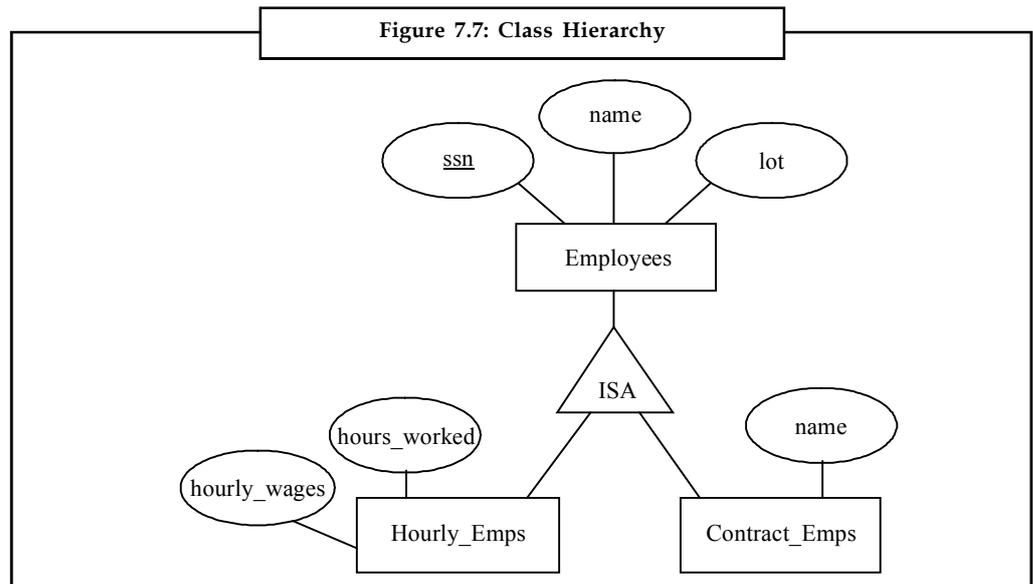 Figure 7.7: Class Hierarchy
name
ssn
lot
Employees
ISA
hours_worked
name
hourly_wages
Hourly_Emps
Contract_Emps